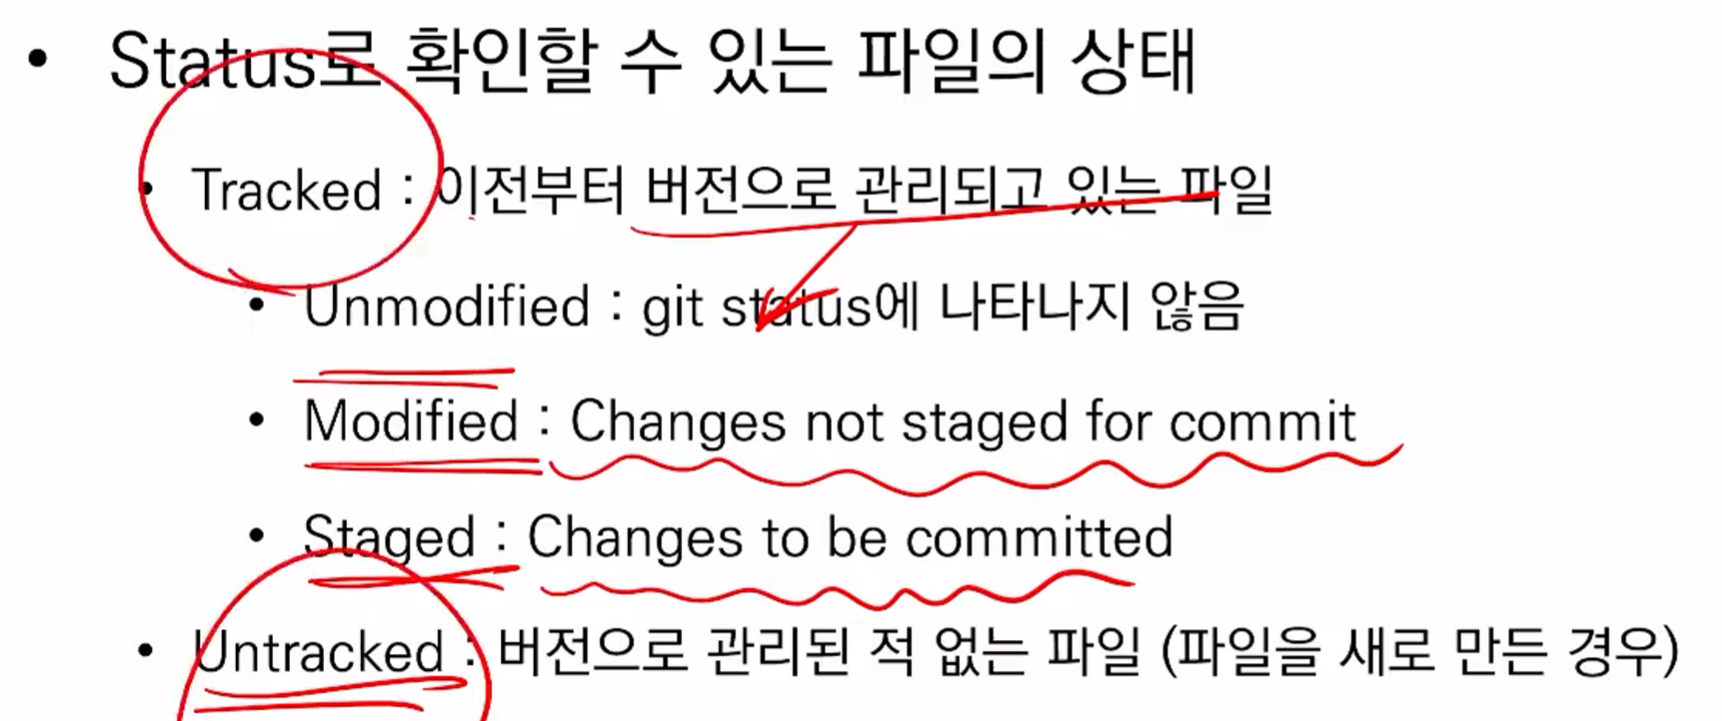 • Status로 확인할 수 있는 파일의 상태
• Tracked : 이전부터 버전으로 관리되고 있는 파일
• Unmodified : git status에 나타나지 않음
• Modified : Changes not staged for commit
• Staged : Changes to be committed
• Untracked : 버전으로 관리된 적 없는 파일 (파일을 새로 만든 경우)